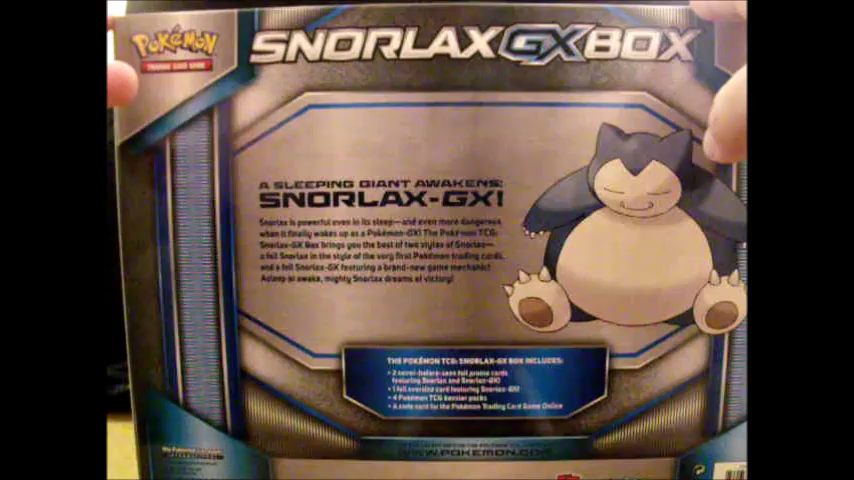 Pokémon
TRADING CARD GAME
SNORLAX GX BOX
A SLEEPING GIANT AWAKENS:
SNORLAX-GX!
Snorlax is powerful even in its sleep—and even more dangerous
when it finally wakes up as a Pokémon-GX! The Pokémon TCG:
Snorlax-GX Box brings you the best of two styles of Snorlax—
a foil Snorlax in the style of the very first Pokémon trading cards,
and a foil Snorlax-GX featuring a brand-new game mechanic!
Asleep or awake, mighty Snorlax dreams of victory!
THE POKÉMON TCG: SNORLAX-GX BOX INCLUDES:
• 2 never-before-seen foil promo cards
featuring Snorlax and Snorlax-GX!
• 1 foil oversize card featuring Snorlax-GX!
• 4 Pokémon TCG booster packs
• A code card for the Pokémon Trading Card Game Online
WWW.POKEMON.COM